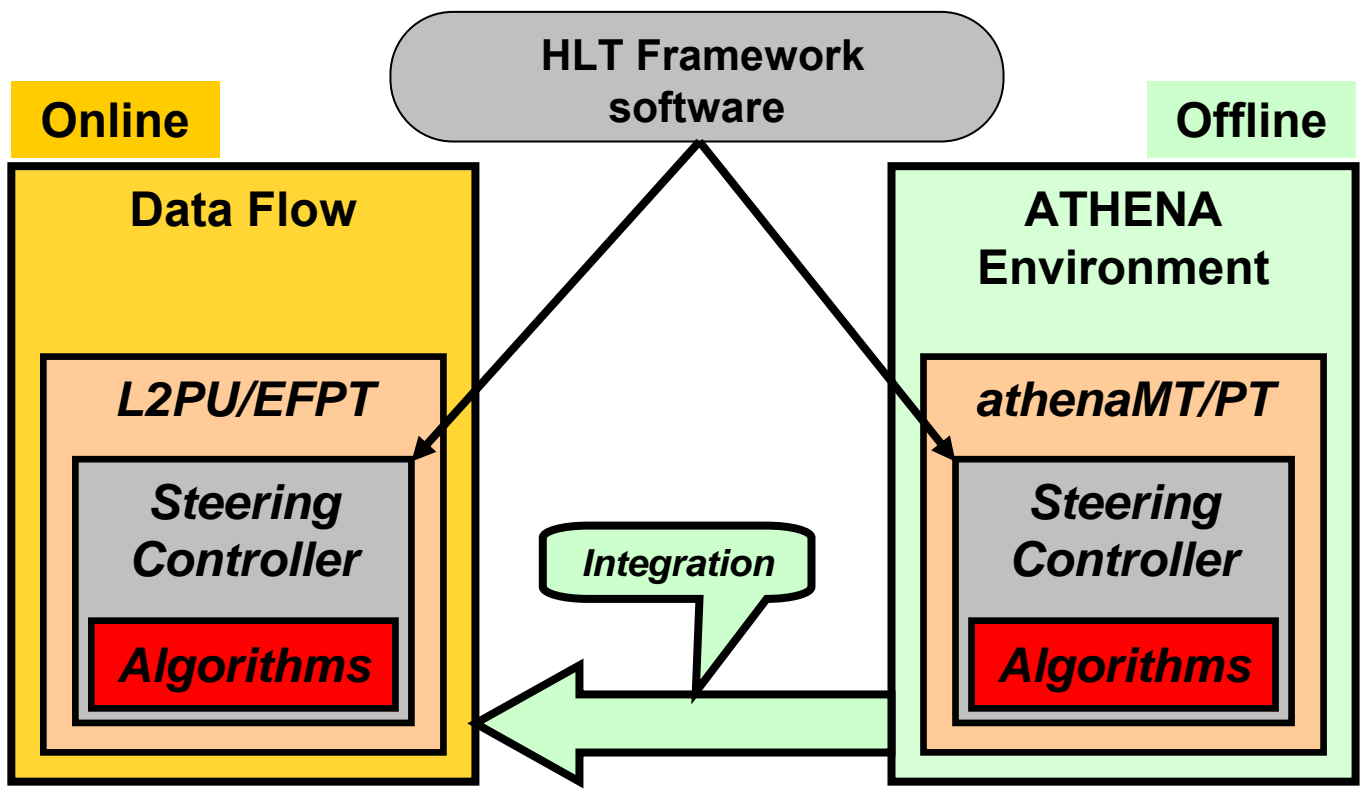 HLT Framework
software
Online
Offline
Data Flow
ATHENA
Environment
L2PU/EFPT
athenaMT/PT
Steering
Controller
Steering
Controller
Integration
Algorithms
Algorithms